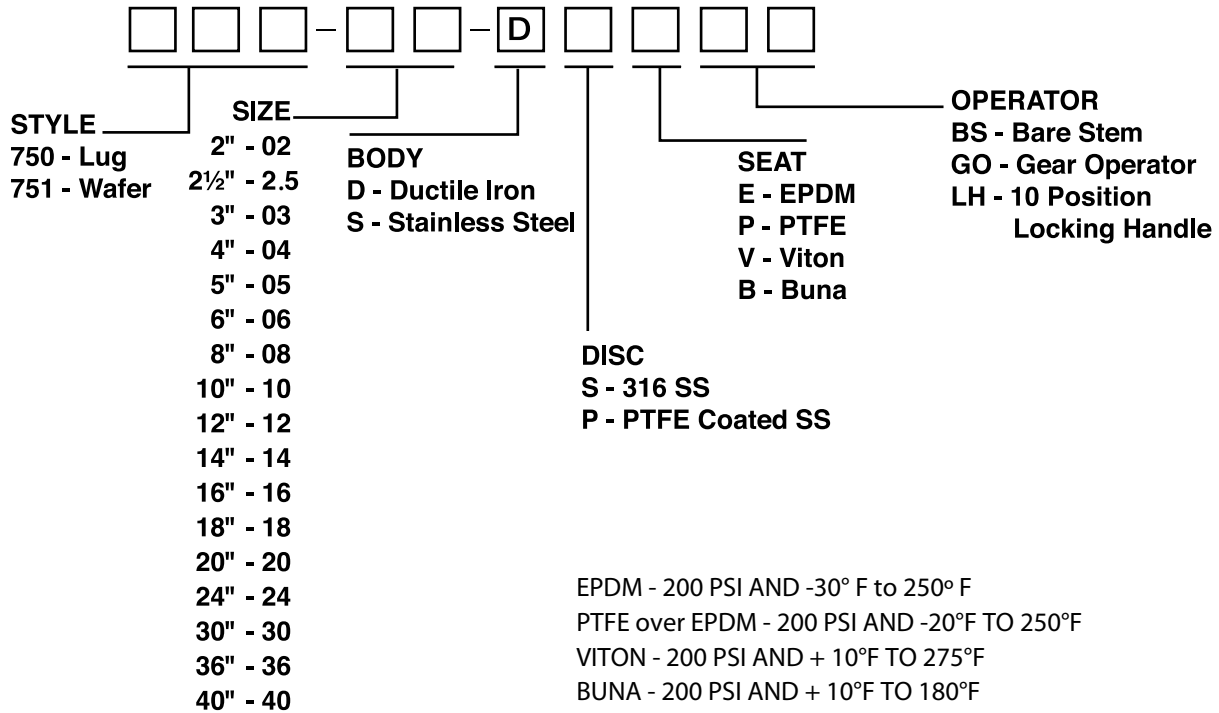 D
STYLE
750 - Lug
751 - Wafer
SIZE
2" - 02
2½" - 2.5
3" - 03
4" - 04
5" - 05
6" - 06
8" - 08
10" - 10
12" - 12
14" - 14
16" - 16
18" - 18
20" - 20
24" - 24
30" - 30
36" - 36
40" - 40
BODY
D - Ductile Iron
S - Stainless Steel
DISC
S - 316 SS
P - PTFE Coated SS
SEAT
E - EPDM
P - PTFE
V - Viton
B - Buna
OPERATOR
BS - Bare Stem
GO - Gear Operator
LH - 10 Position
Locking Handle
EPDM - 200 PSI AND -30° F to 250º F
PTFE over EPDM - 200 PSI AND -20°F TO 250°F
VITON - 200 PSI AND + 10°F TO 275°F
BUNA - 200 PSI AND + 10°F TO 180°F